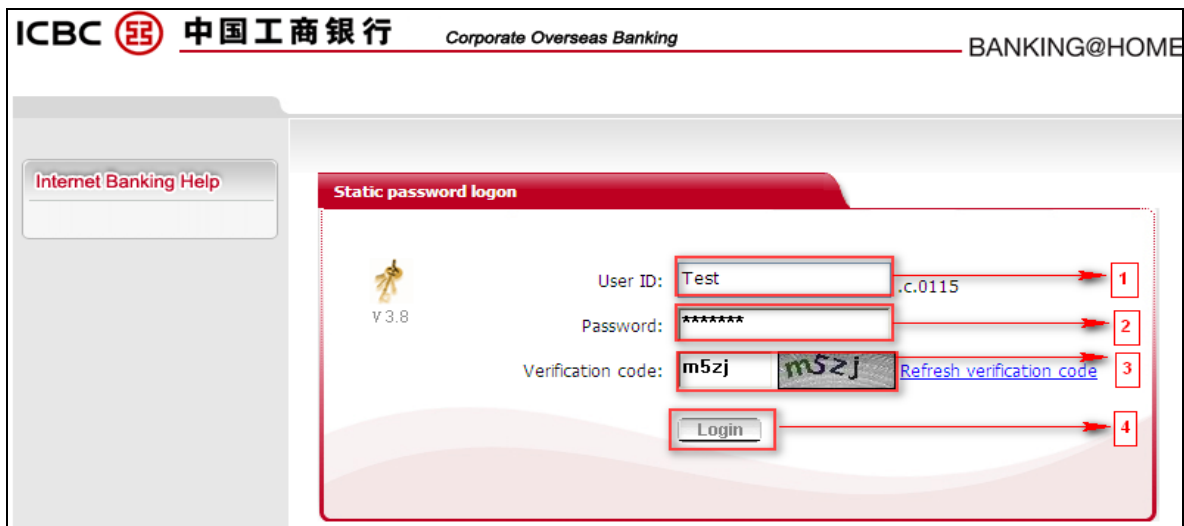 ICBC 中国工商银行 Corporate Overseas Banking
BANKING@HOME
Internet Banking Help
Static password logon
User ID: Test .c.0115 1
V 3.8
Password: ******* 2
Verification code: m5zj m5zj Refresh verification code 3
Login 4